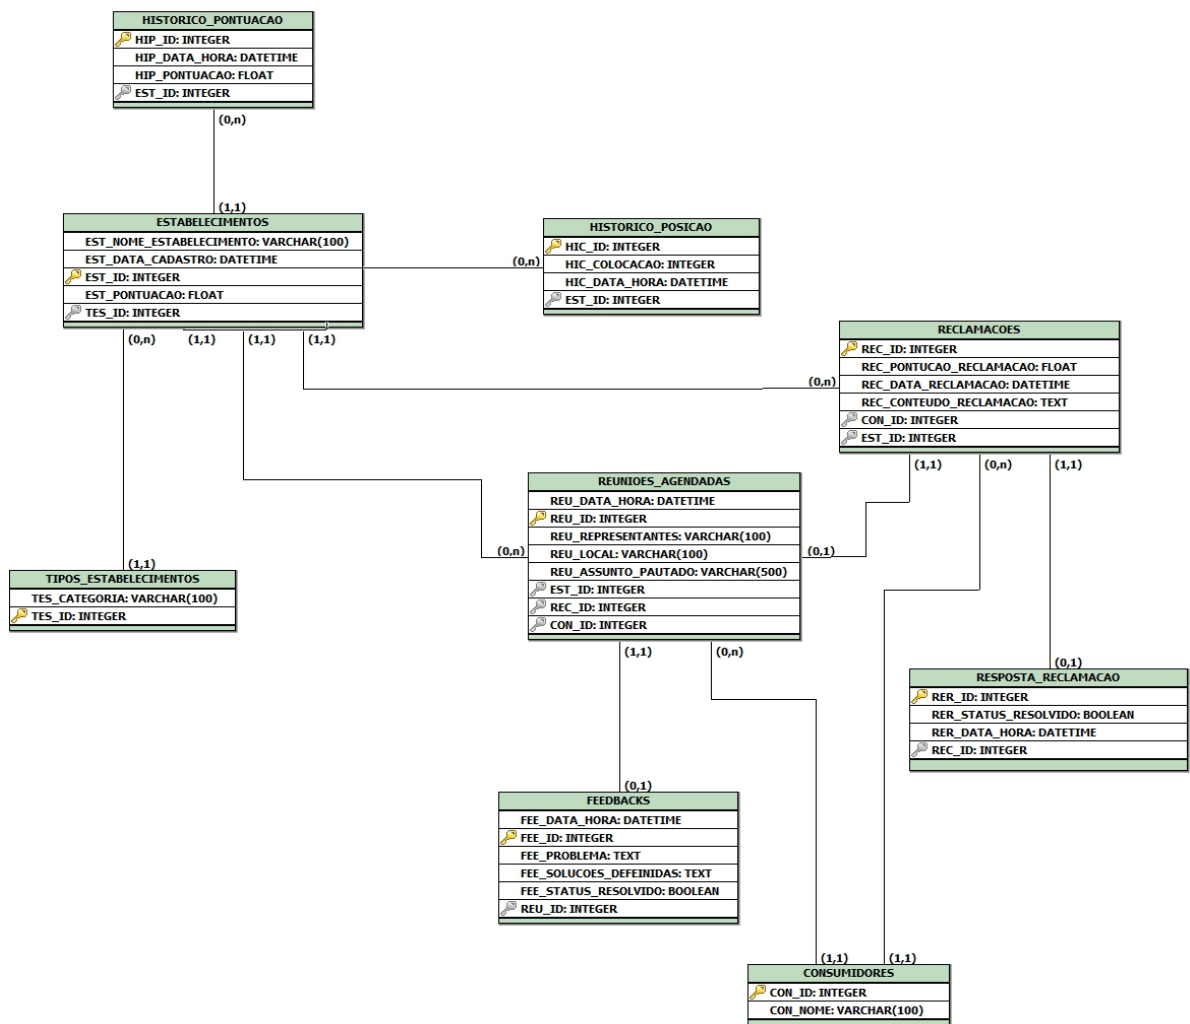 HISTORICO_PONTUACAO
HIP_ID: INTEGER
HIP_DATA_HORA: DATETIME
HIP_PONTUACAO: FLOAT
EST_ID: INTEGER
(0,n)
(1,1)
ESTABELECIMENTOS
EST_NOME_ESTABELECIMENTO: VARCHAR(100)
EST_DATA_CADASTRO: DATETIME
EST_ID: INTEGER
EST_PONTUACAO: FLOAT
TES_ID: INTEGER
(0,n)
(1,1)
(1,1)
(1,1)
(0,n)
HISTORICO_POSICAO
HIC_ID: INTEGER
HIC_COLOCACAO: INTEGER
HIC_DATA_HORA: DATETIME
EST_ID: INTEGER
(0,n)
RECLAMACOES
REC_ID: INTEGER
REC_PONTUCAO_RECLAMACAO: FLOAT
REC_DATA_RECLAMACAO: DATETIME
REC_CONTEUDO_RECLAMACAO: TEXT
CON_ID: INTEGER
EST_ID: INTEGER
(1,1)
(0,n)
(1,1)
(0,n)
REUNIOES_AGENDADAS
REU_DATA_HORA: DATETIME
REU_ID: INTEGER
REU_REPRESENTANTES: VARCHAR(100)
REU_LOCAL: VARCHAR(100)
REU_ASSUNTO_PAUTADO: VARCHAR(500)
EST_ID: INTEGER
REC_ID: INTEGER
CON_ID: INTEGER
(0,1)
(1,1)
(0,n)
(1,1)
TIPOS_ESTABELECIMENTOS
TES_CATEGORIA: VARCHAR(100)
TES_ID: INTEGER
(0,1)
RESPOSTA_RECLAMACAO
RER_ID: INTEGER
RER_STATUS_RESOLVIDO: BOOLEAN
RER_DATA_HORA: DATETIME
REC_ID: INTEGER
(0,1)
FEEDBACKS
FEE_DATA_HORA: DATETIME
FEE_ID: INTEGER
FEE_PROBLEMA: TEXT
FEE_SOLUCOES_DEFEINIDAS: TEXT
FEE_STATUS_RESOLVIDO: BOOLEAN
REU_ID: INTEGER
(1,1)
(1,1)
CONSUMIDORES
CON_ID: INTEGER
CON_NOME: VARCHAR(100)